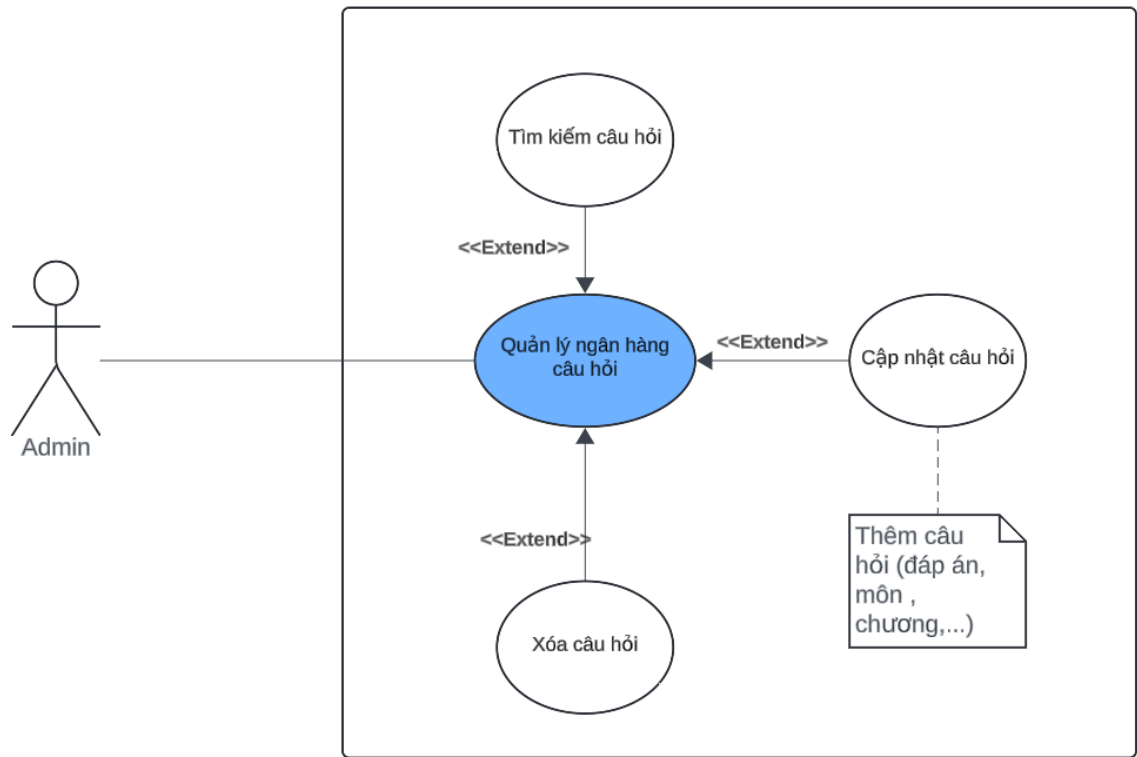 Tìm kiếm câu hỏi
<<Extend>>
Quản lý ngân hàng
câu hỏi
<<Extend>>
Cập nhật câu hỏi
Admin
<<Extend>>
Thêm câu
hỏi (đáp án,
môn ,
chương,...)
Xóa câu hỏi